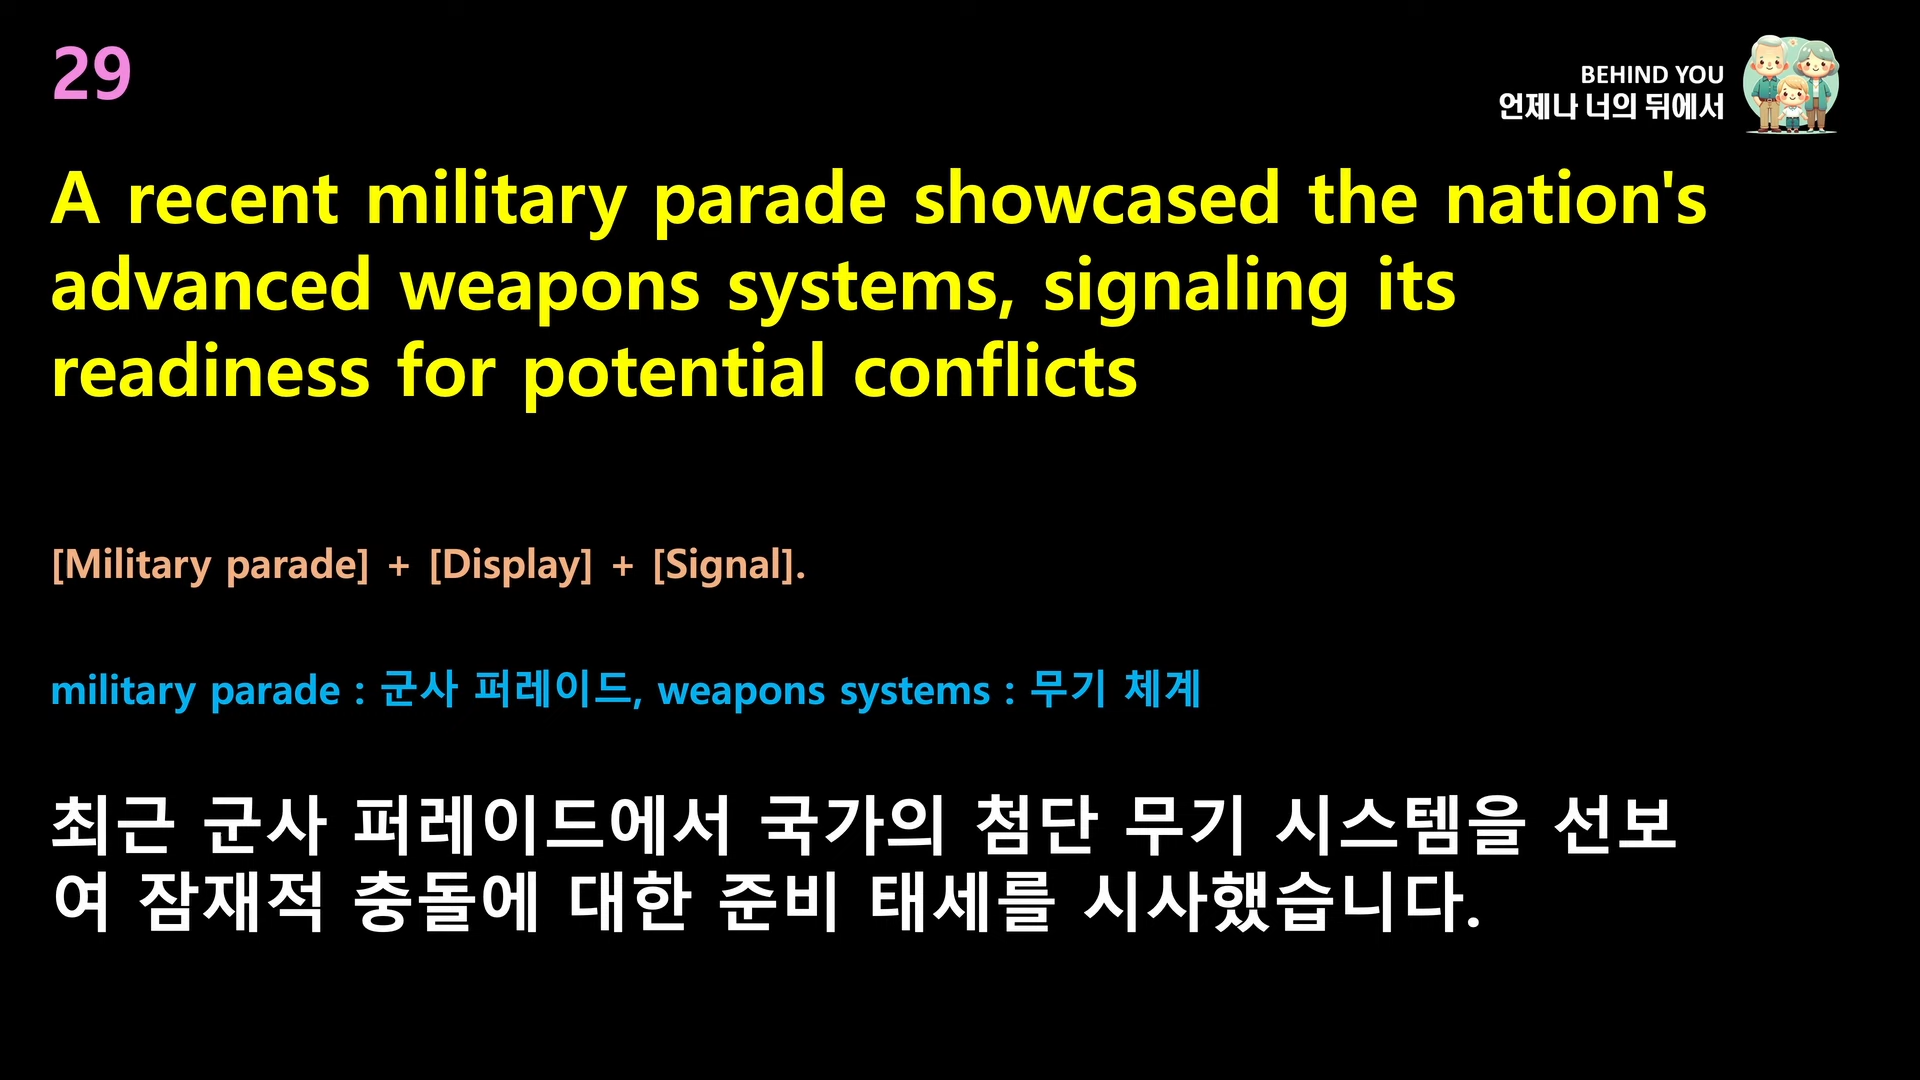 29
BEHIND YOU
언제나 너의 뒤에서
A recent military parade showcased the nation's
advanced weapons systems, signaling its
readiness for potential conflicts
[Military parade] + [Display] + [Signal].
military parade : 군사 퍼레이드, weapons systems : 무기 체계
최근 군사 퍼레이드에서 국가의 첨단 무기 시스템을 선보
여 잠재적 충돌에 대한 준비 태세를 시사했습니다.